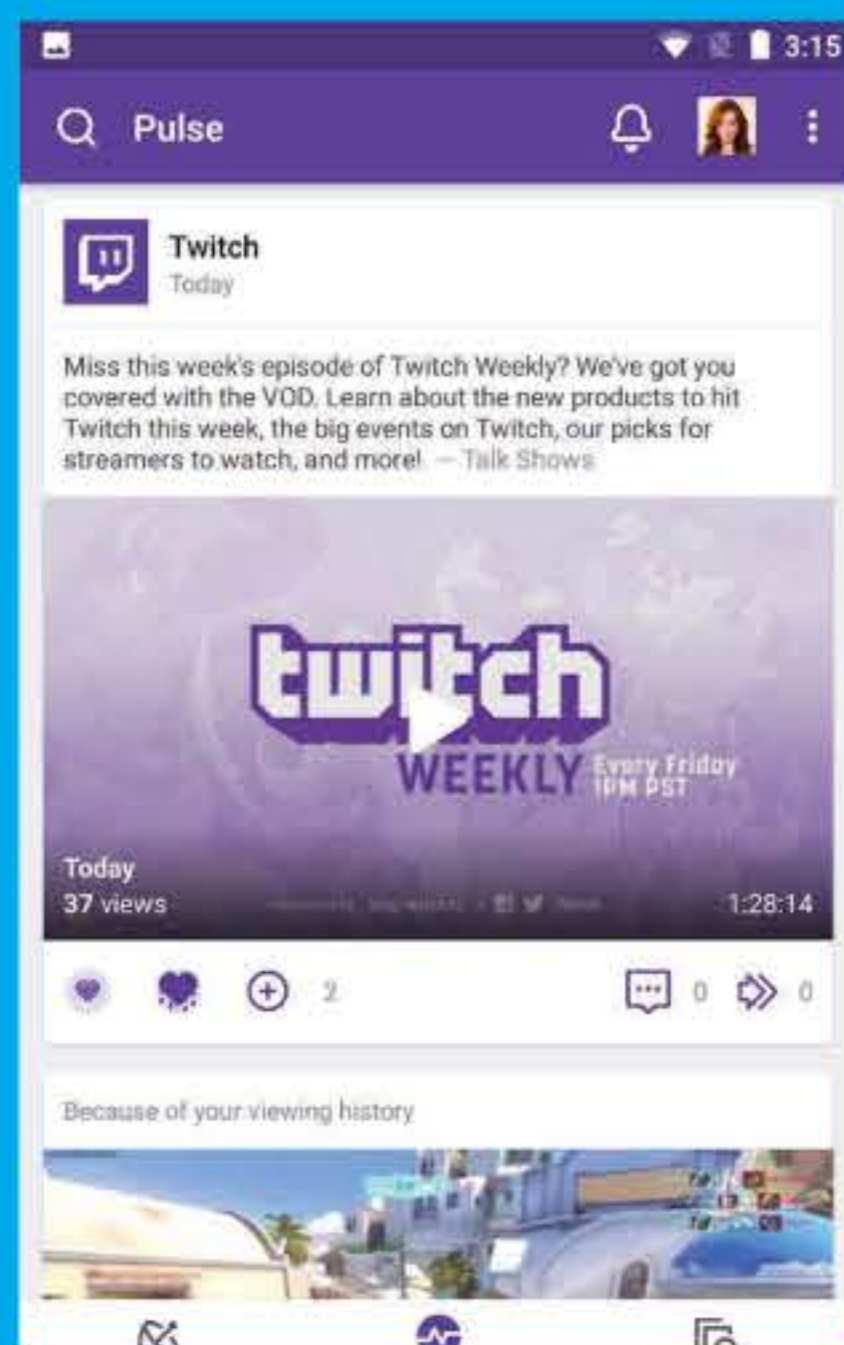 3:15
Pulse
Twitch
Today
Miss this week's episode of Twitch Weekly? We've got you
covered with the VOD. Learn about the new products to hit
Twitch this week, the big events on Twitch, our picks for
streamers to watch, and more! — Talk Shows
twitch
WEEKLY
Every Friday
1PM PST
Today
37 views
1:28:14
2
0
0
Because of your viewing history